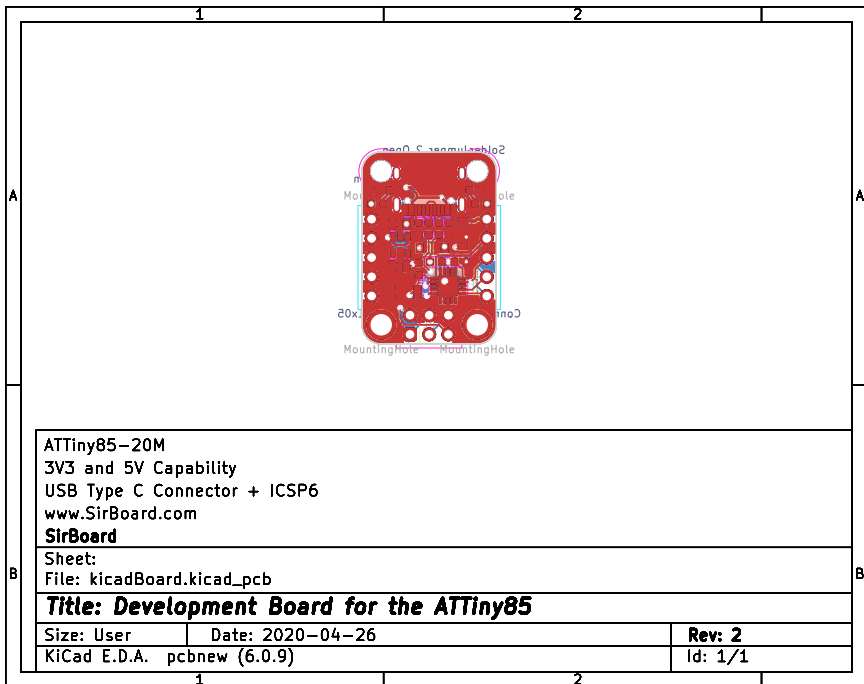 1 2
A A
MountingHole MountingHole
ATTiny85-20M
3V3 and 5V Capability
USB Type C Connector + ICSP6
www.SirBoard.com
SirBoard
Sheet:
B B
File: kicadBoard.kicad_pcb
Title: Development Board for the ATTiny85
Size: User Date: 2020-04-26 Rev: 2
KiCad E.D.A. pcbnew (6.0.9) Id: 1/1
1 2